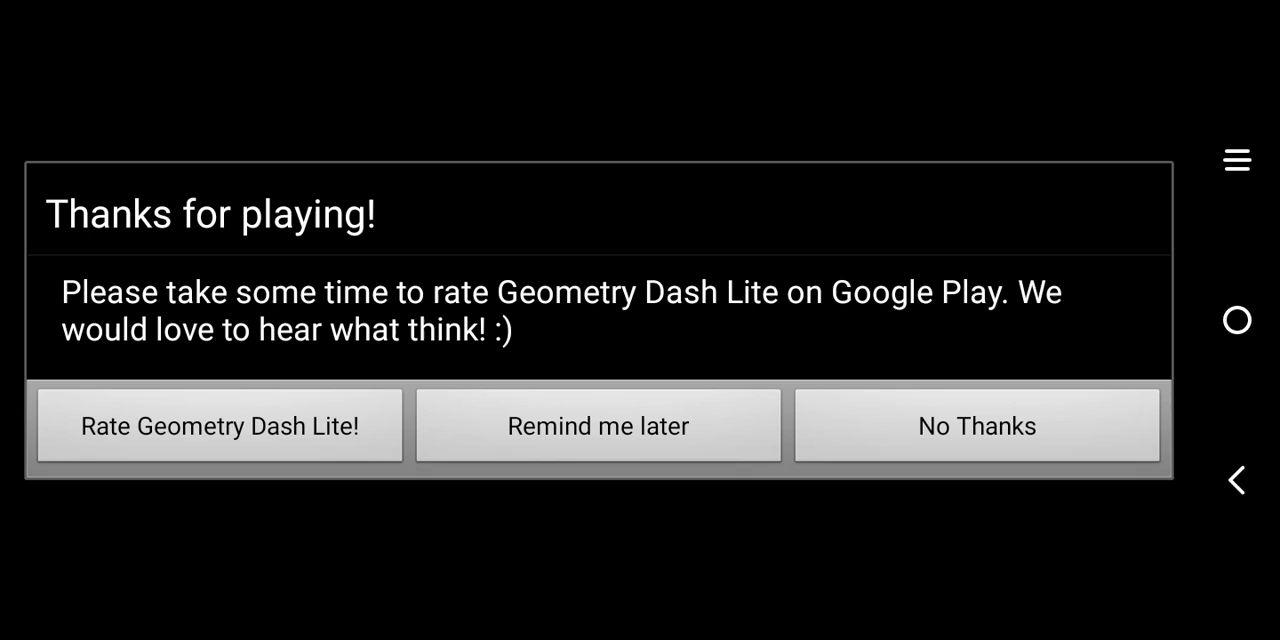 Thanks for playing!
Please take some time to rate Geometry Dash Lite on Google Play. We
would love to hear what think! :)
Rate Geometry Dash Lite!
Remind me later
No Thanks